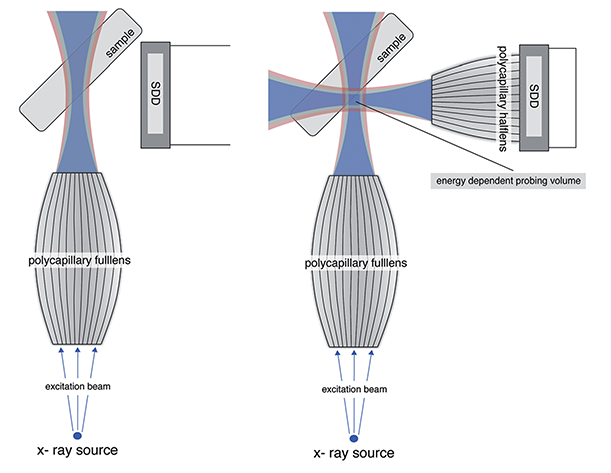 sample
SDD
polycapillary fulllens
excitation beam
x- ray source
sample
polycapillary halflens
SDD
energy dependent probing volume
polycapillary fulllens
excitation beam
x- ray source